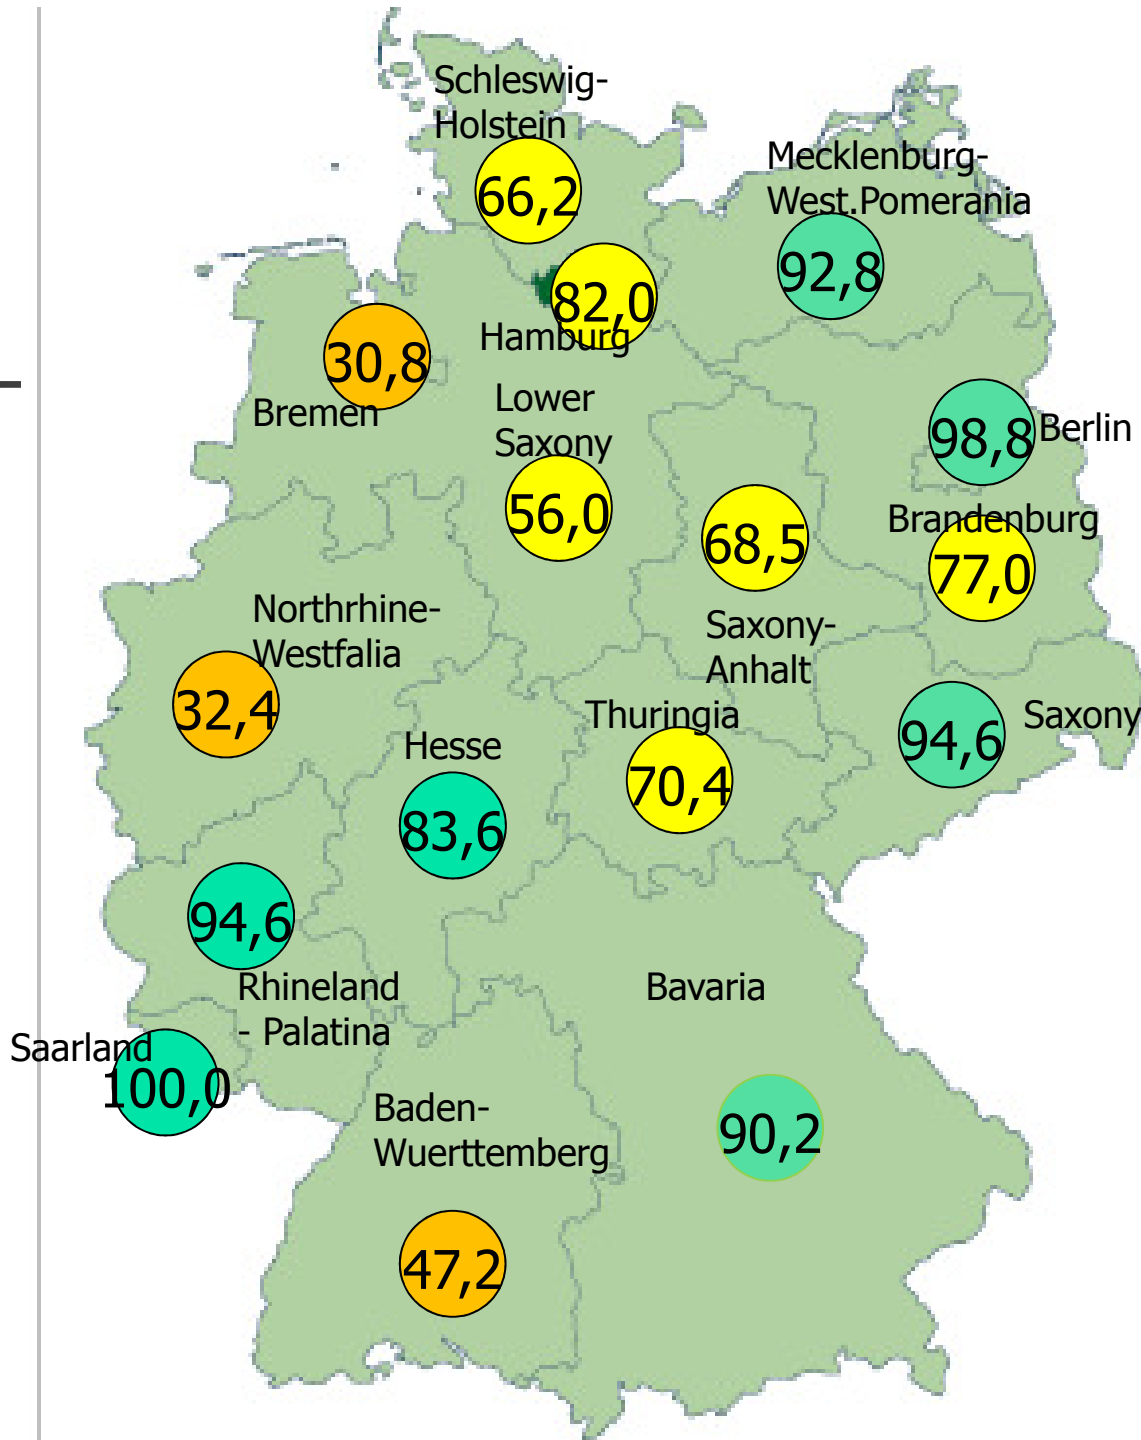 Schleswig-
Holstein
66,2
Mecklenburg-
West.Pomerania
92,8
82,0
Hamburg
30,8
Bremen
Lower
Saxony
56,0
98,8
Berlin
68,5
Saxony-
Anhalt
Brandenburg
77,0
Northrhine-
Westfalia
32,4
Hesse
83,6
Thuringia
70,4
Saxony
94,6
94,6
Rhineland
- Palatina
Saarland
100,0
Bavaria
90,2
Baden-
Wuerttemberg
47,2